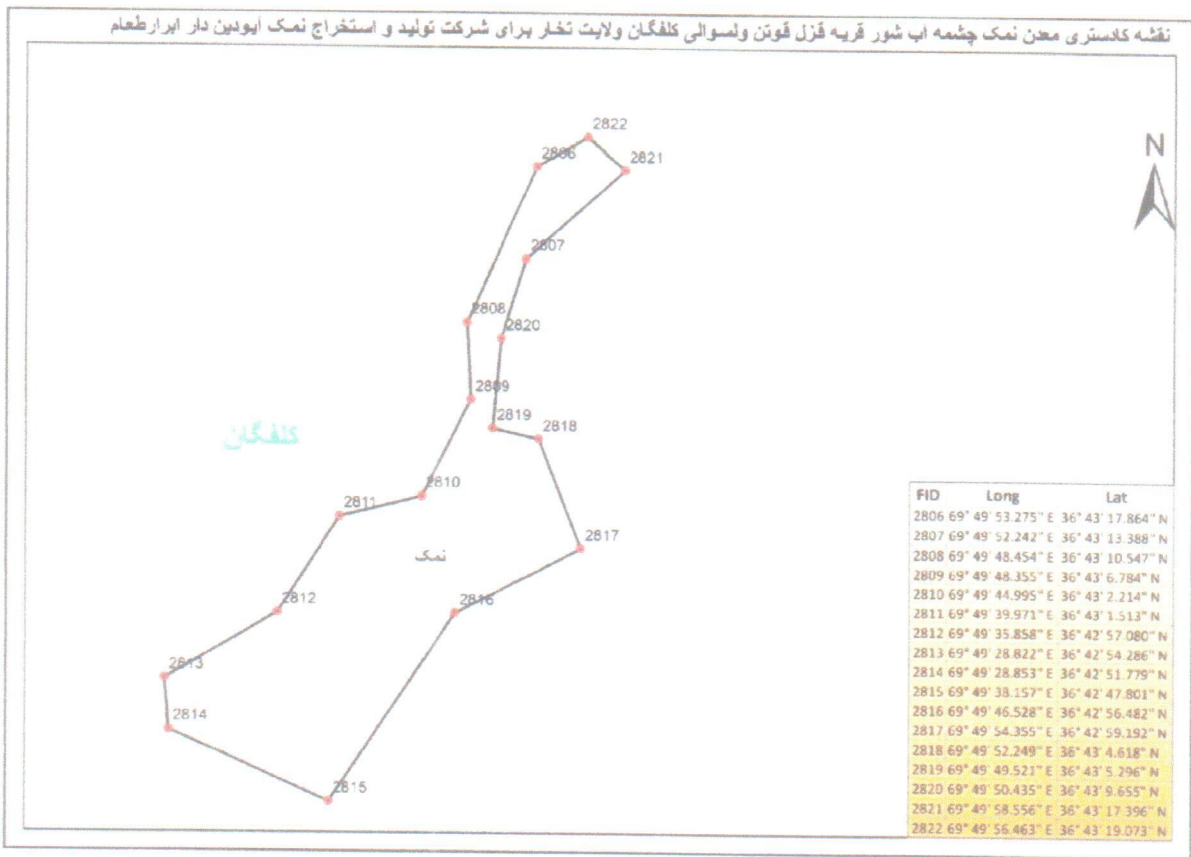 نقشه کادستری معدن نمک چشمه اب شور قریه قزل قوتن ولسوالی کلفگان ولایت تخار برای شرکت تولید و استخراج نمک آیودین دار ابرارطعام
2822
2821
2806
N
2807
2808
2820
2809
2819
2818
کلفگان
2810
2811
2817
نمک
2812
2816
2813
2814
2815
FID Long Lat
2806 69° 49' 53.275" E 36° 43' 17.864" N
2807 69° 49' 52.242" E 36° 43' 13.388" N
2808 69° 49' 48.454" E 36° 43' 10.547" N
2809 69° 49' 48.355" E 36° 43' 6.784" N
2810 69° 49' 44.995" E 36° 43' 2.214" N
2811 69° 49' 39.971" E 36° 43' 1.513" N
2812 69° 49' 35.858" E 36° 42' 57.080" N
2813 69° 49' 28.822" E 36° 42' 54.286" N
2814 69° 49' 28.853" E 36° 42' 51.779" N
2815 69° 49' 38.157" E 36° 42' 47.801" N
2816 69° 49' 46.528" E 36° 42' 56.482" N
2817 69° 49' 54.355" E 36° 42' 59.192" N
2818 69° 49' 52.249" E 36° 43' 4.618" N
2819 69° 49' 49.521" E 36° 43' 5.296" N
2820 69° 49' 50.435" E 36° 43' 9.655" N
2821 69° 49' 58.556" E 36° 43' 17.396" N
2822 69° 49' 56.463" E 36° 43' 19.073" N